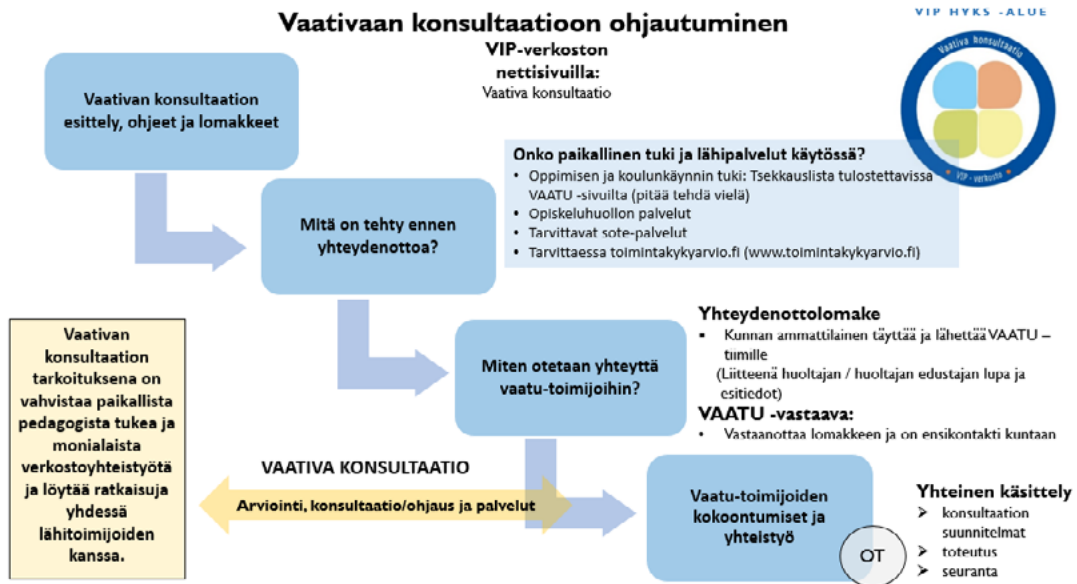 Vaativaan konsultaatioon ohjautuminen
VIP HYKS -ALUE
Vaativa konsultaatio
VIP - verkosto
VIP-verkoston
nettisivuilla:
Vaativa konsultaatio
Vaativan konsultaation
esittely, ohjeet ja lomakkeet
Onko paikallinen tuki ja lähipalvelut käytössä?
• Oppimisen ja koulunkäynnin tuki: Tsekkauslista tulostettavissa
VAATU -sivuilta (pitää tehdä vielä)
• Opiskeluhuollon palvelut
• Tarvittavat sote-palvelut
• Tarvittaessa toimintakykyarvio.fi (www.toimintakykyarvio.fi)
Mitä on tehty ennen
yhteydenottoa?
Yhteydenottolomake
▪ Kunnan ammattilainen täyttää ja lähettää VAATU –
tiimille
(Liitteenä huoltajan / huoltajan edustajan lupa ja
esitiedot)
VAATU -vastaava:
• Vastaanottaa lomakkeen ja on ensikontakti kuntaan
Miten otetaan yhteyttä
vaatu-toimijoihin?
Vaativan
konsultaation
tarkoituksena on
vahvistaa paikallista
pedagogista tukea ja
monialaista
verkostoyhteistyötä
ja löytää ratkaisuja
yhdessä
lähitoimijoiden
kanssa.
VAATIVA KONSULTAATIO
Arviointi, konsultaatio/ohjaus ja palvelut
Vaatu-toimijoiden
kokoontumiset ja
yhteistyö
OT
Yhteinen käsittely
➢ konsultaation
suunnitelmat
➢ toteutus
➢ seuranta